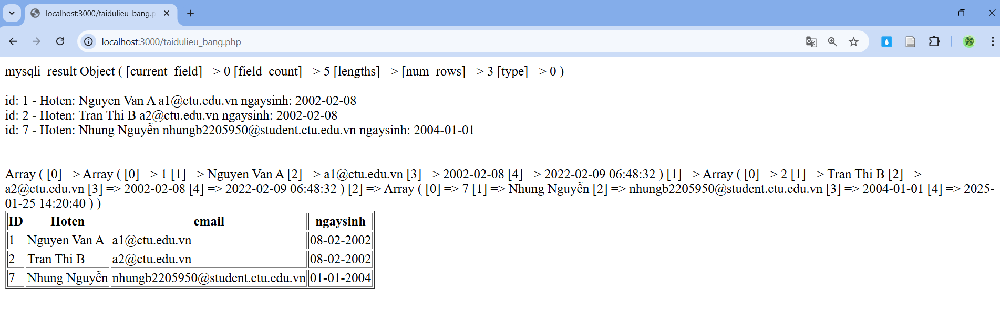 localhost:3000/taidulieu_bang.p
localhost:3000/taidulieu_bang.php
mysqli_result Object ( [current_field] => 0 [field_count] => 5 [lengths] => [num_rows] => 3 [type] => 0 )
id: 1 - Hoten: Nguyen Van A a1@ctu.edu.vn ngaysinh: 2002-02-08
id: 2 - Hoten: Tran Thi B a2@ctu.edu.vn ngaysinh: 2002-02-08
id: 7 - Hoten: Nhung Nguyễn nhungb2205950@student.ctu.edu.vn ngaysinh: 2004-01-01
Array ( [0] => Array ( [0] => 1 [1] => Nguyen Van A [2] => a1@ctu.edu.vn [3] => 2002-02-08 [4] => 2022-02-09 06:48:32 ) [1] => Array ( [0] => 2 [1] => Tran Thi B [2] =>
a2@ctu.edu.vn [3] => 2002-02-08 [4] => 2022-02-09 06:48:32 ) [2] => Array ( [0] => 7 [1] => Nhung Nguyễn [2] => nhungb2205950@student.ctu.edu.vn [3] => 2004-01-01 [4] => 2025-
01-25 14:20:40 ) )
ID Hoten email ngaysinh
1 Nguyen Van A a1@ctu.edu.vn 08-02-2002
2 Tran Thi B a2@ctu.edu.vn 08-02-2002
7 Nhung Nguyễn nhungb2205950@student.ctu.edu.vn 01-01-2004